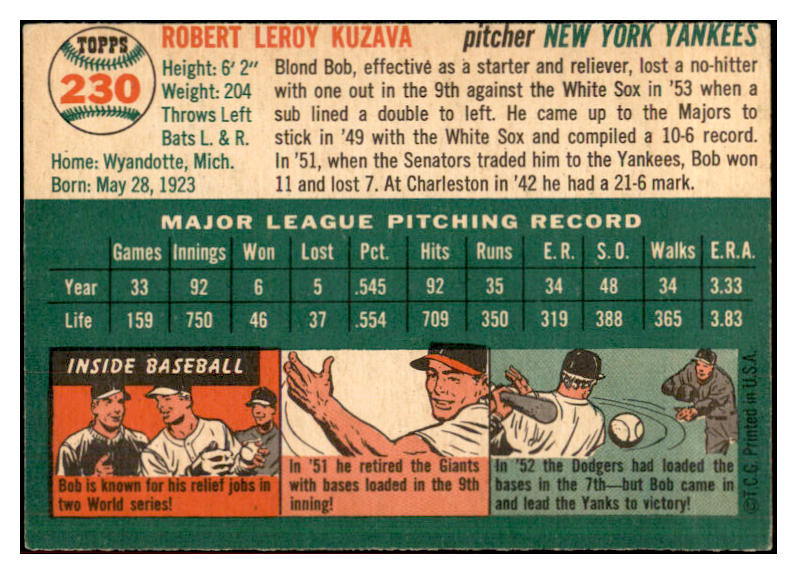 TOPPS
230
ROBERT LEROY KUZAVA
pitcher NEW YORK YANKEES
Height: 6' 2"
Weight: 204
Throws Left
Bats L. & R.
Home: Wyandotte, Mich.
Born: May 28, 1923
Blond Bob, effective as a starter and reliever, lost a no-hitter
with one out in the 9th against the White Sox in '53 when a
sub lined a double to left. He came up to the Majors to
stick in '49 with the White Sox and compiled a 10-6 record.
In '51, when the Senators traded him to the Yankees, Bob won
11 and lost 7. At Charleston in '42 he had a 21-6 mark.
MAJOR LEAGUE PITCHING RECORD
Games Innings Won Lost Pct. Hits Runs E. R. S. O. Walks E.R.A.
Year 33 92 6 5 .545 92 35 34 48 34 3.33
Life 159 750 46 37 .554 709 350 319 388 365 3.83
INSIDE BASEBALL
Bob is known for his relief jobs in
two World series!
In '51 he retired the Giants
with bases loaded in the 9th
inning!
In '52 the Dodgers had loaded the
bases in the 7th—but Bob came in
and lead the Yanks to victory!
©T.C.G. Printed in U.S.A.